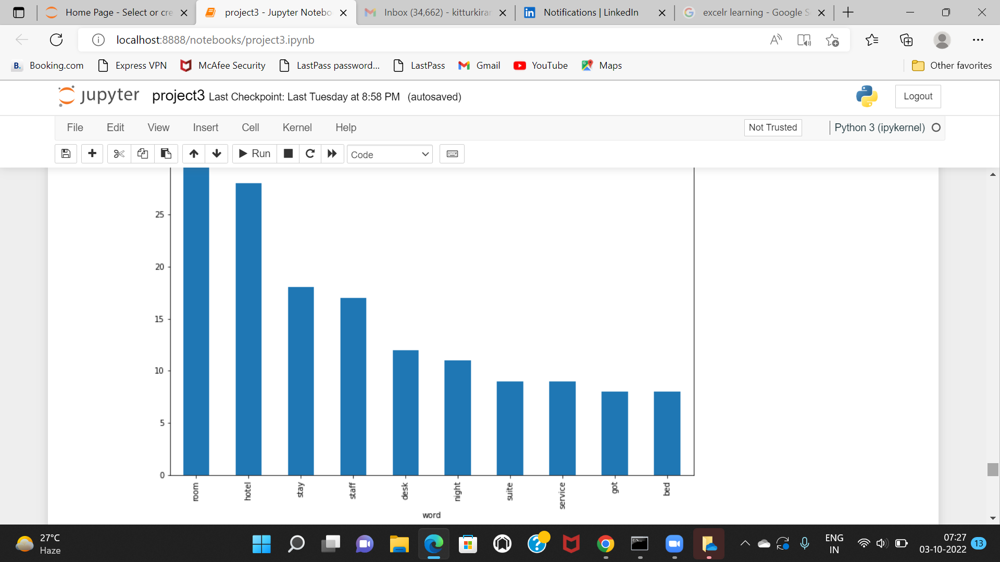 Home Page - Select or cre
project3 - Jupyter Notebo
Inbox (34,662) - kitturkirar
Notifications | LinkedIn
excelr learning - Google S
localhost:8888/notebooks/project3.ipynb
B. Booking.com
Express VPN
McAfee Security
LastPass password...
LastPass
Gmail
YouTube
Maps
Other favorites
jupyter project3 Last Checkpoint: Last Tuesday at 8:58 PM (autosaved)
Logout
File Edit View Insert Cell Kernel Help
Not Trusted
Python 3 (ipykernel)
Run
Code
25
20
15
10
5
0
room
hotel
stay
staff
desk
night
suite
service
got
bed
word
27°C
Haze
ENG
IN
07:27
03-10-2022
13